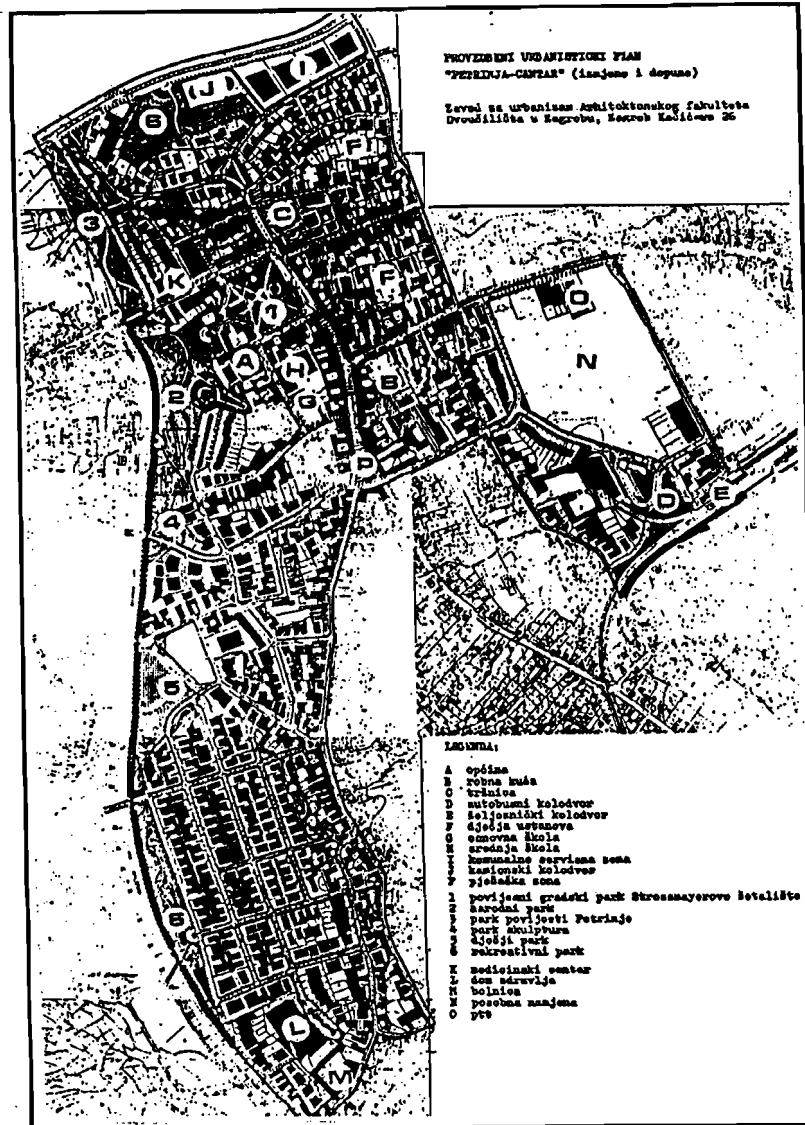 PROVEDBENI URBANISTIČKI PLAN
"PETRINJA-CENTAR" (izmjene i dopune)
Zavod za urbanizam Arhitektonskog fakulteta
Sveučilišta u Zagrebu, Zagreb Kačićeva 26
(J)
I
6
F
3
C
K
F
1
O
A
H
N
2
G
B
P
D
E
4
5
6
L
M
LEGENDA:
A općina
B robna kuća
C tržnica
D autobusni kolodvor
E željeznički kolodvor
F dječja ustanova
G osnovna škola
H srednja škola
I komunalno servisna zona
J kamionski kolodvor
P pješačka zona
1 povijesni gradski park Strossmayerovo šetalište
2 narodni park
3 park povijesti Petrinje
4 park skulptura
5 dječji park
6 rekreativni park
K medicinski centar
L dom zdravlja
M bolnica
N posebna namjena
O ptt